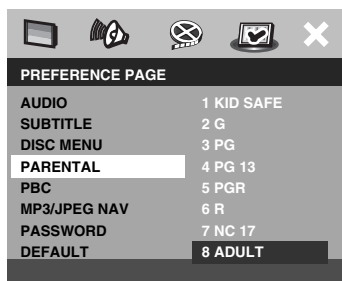 PREFERENCE PAGE
AUDIO 1 KID SAFE
SUBTITLE 2 G
DISC MENU 3 PG
PARENTAL 4 PG 13
PBC 5 PGR
MP3/JPEG NAV 6 R
PASSWORD 7 NC 17
DEFAULT 8 ADULT